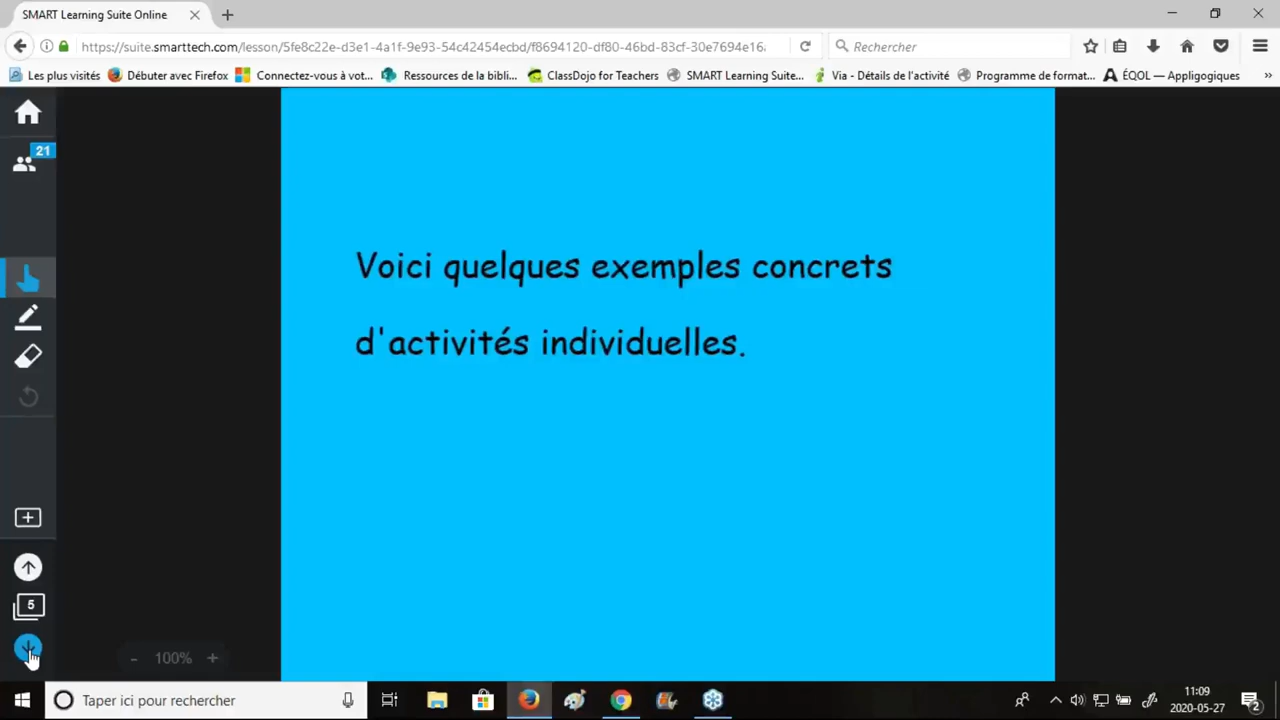 SMART Learning Suite Online
https://suite.smarttech.com/lesson/5fe8c22e-d3e1-4a1f-9e93-54c42454ecbd/f8694120-df80-46bd-83cf-30e7694e16a
Rechercher
Les plus visités
Débuter avec Firefox
Connectez-vous à vot...
Ressources de la bibli...
ClassDojo for Teachers
SMART Learning Suite...
Via - Détails de l'activité
Programme de format...
ÉQOL — Appligogiques
21
Voici quelques exemples concrets
d'activités individuelles.
5
- 100% +
Taper ici pour rechercher
11:09
2020-05-27
2